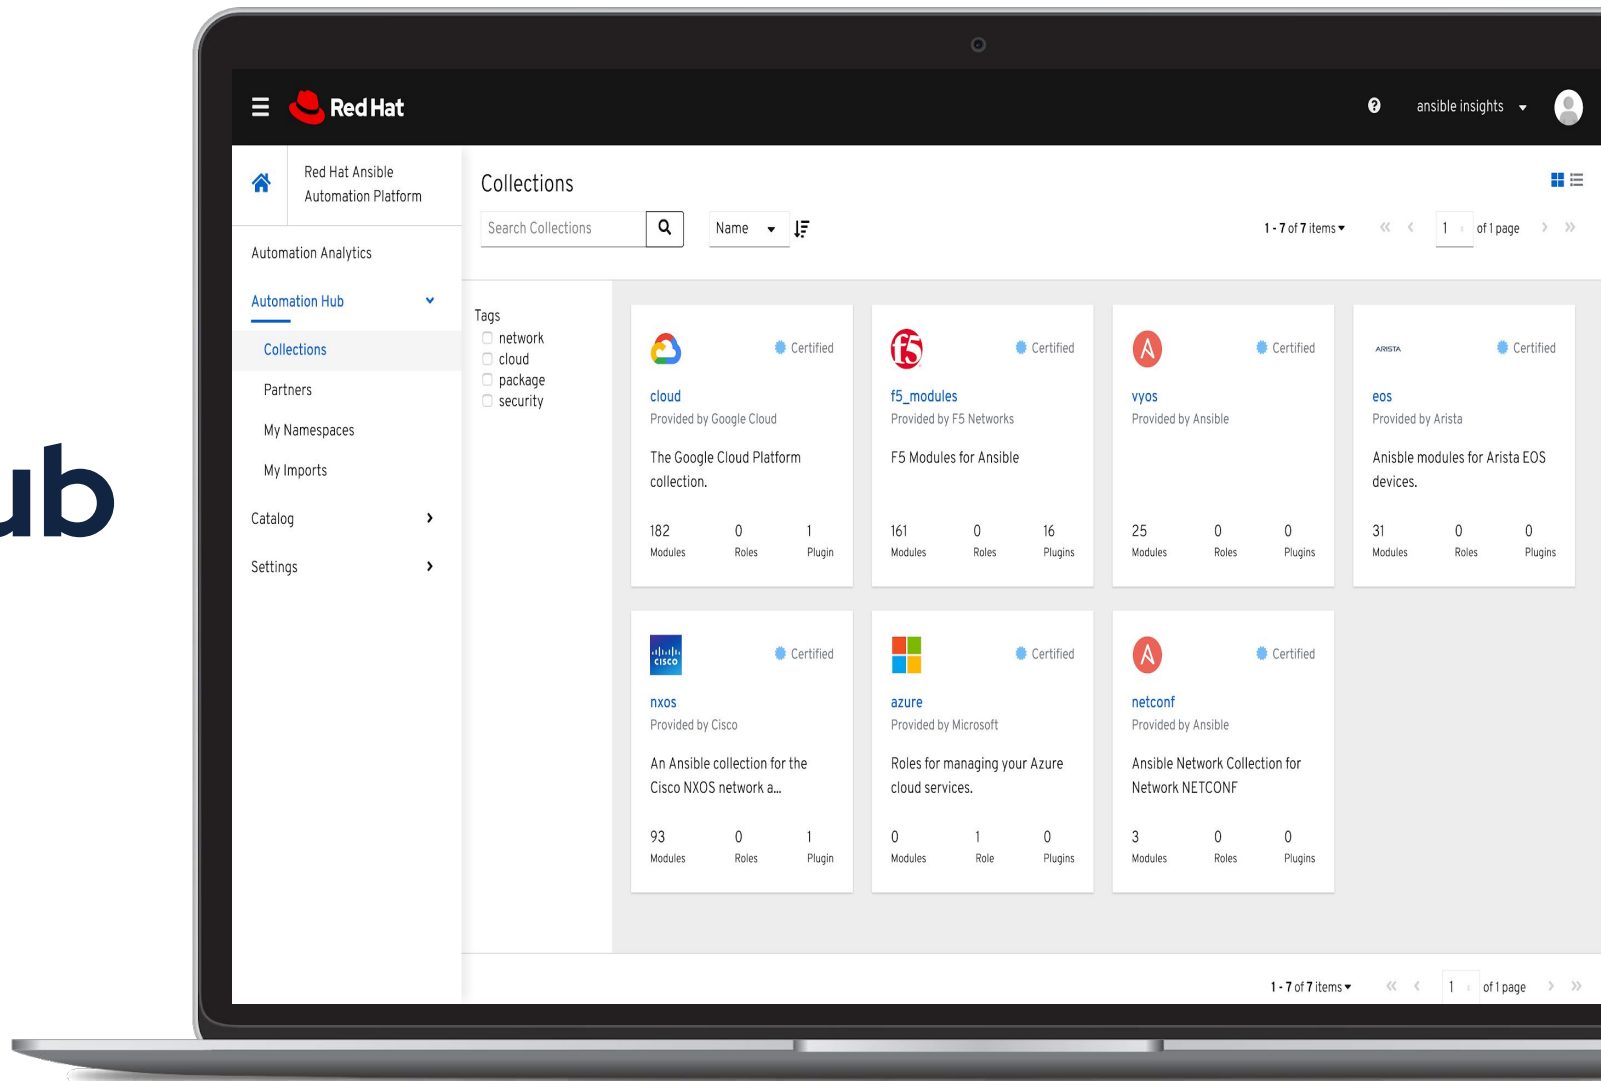 ub
Red Hat
ansible insights
Red Hat Ansible
Automation Platform
Automation Analytics
Automation Hub
Collections
Partners
My Namespaces
My Imports
Catalog
Settings
Collections
Search Collections
Name
1 - 7 of 7 items
1
of 1 page
Tags
network
cloud
package
security
Certified
cloud
Provided by Google Cloud
The Google Cloud Platform
collection.
182 0 1
Modules Roles Plugin
f5
Certified
f5_modules
Provided by F5 Networks
F5 Modules for Ansible
161 0 16
Modules Roles Plugins
A
Certified
vyos
Provided by Ansible
25 0 0
Modules Roles Plugins
ARISTA
Certified
eos
Provided by Arista
Anisble modules for Arista EOS
devices.
31 0 0
Modules Roles Plugins
CISCO
Certified
nxos
Provided by Cisco
An Ansible collection for the
Cisco NXOS network a...
93 0 1
Modules Roles Plugin
Certified
azure
Provided by Microsoft
Roles for managing your Azure
cloud services.
0 1 0
Modules Role Plugins
A
Certified
netconf
Provided by Ansible
Ansible Network Collection for
Network NETCONF
3 0 0
Modules Roles Plugins
1 - 7 of 7 items
1
of 1 page